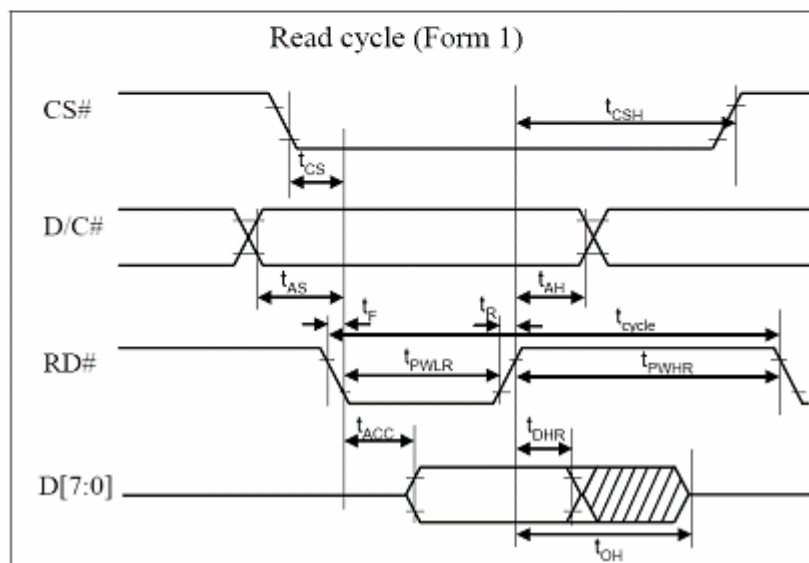 Read cycle (Form 1)
CS#
tCSH
tCS
D/C#
tAS
tAH
tF
tR
tcycle
RD#
tPWLR
tPWHR
tACC
tDHR
D[7:0]
tOH